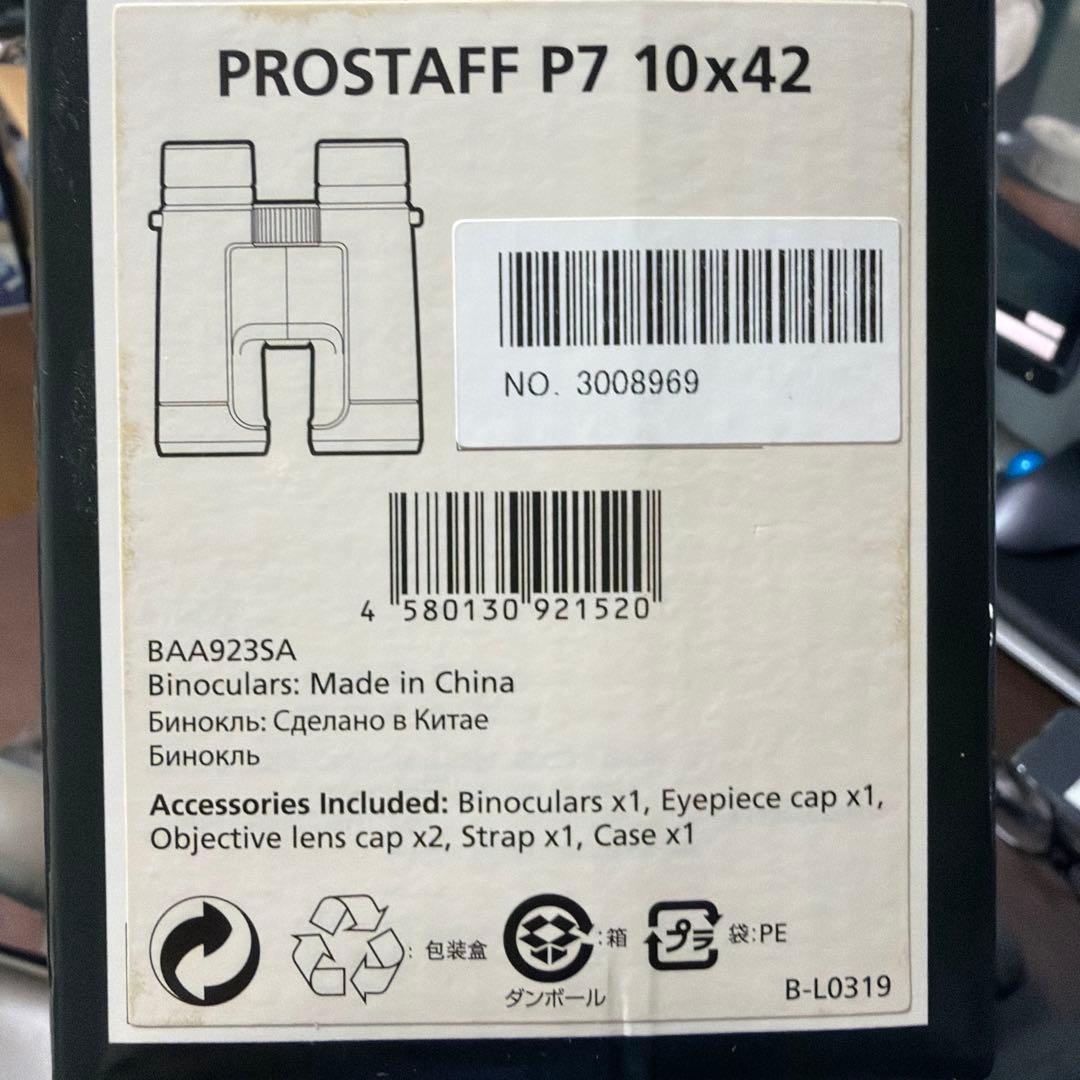 PROSTAFF P7 10x42
NO. 3008969
4 580130 921520
BAA923SA
Binoculars: Made in China
Бинокль: Сделано в Китае
Бинокль
Accessories Included: Binoculars x1, Eyepiece cap x1,
Objective lens cap x2, Strap x1, Case x1
: 包装盒
:箱
ダンボール
プラ
袋:PE
B-L0319